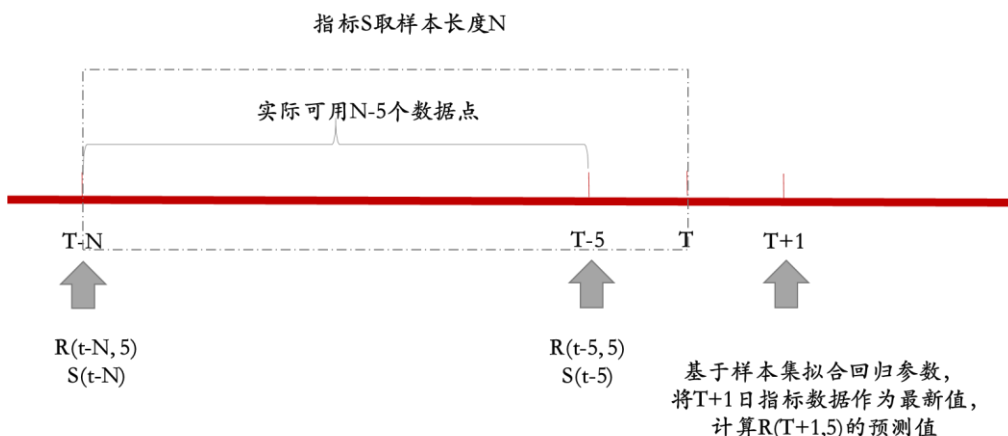 指标S取样本长度N
实际可用N-5个数据点
T-N
T-5
T
T+1
R(t-N, 5)
S(t-N)
R(t-5, 5)
S(t-5)
基于样本集拟合回归参数，
将T+1日指标数据作为最新值，
计算R(T+1,5)的预测值